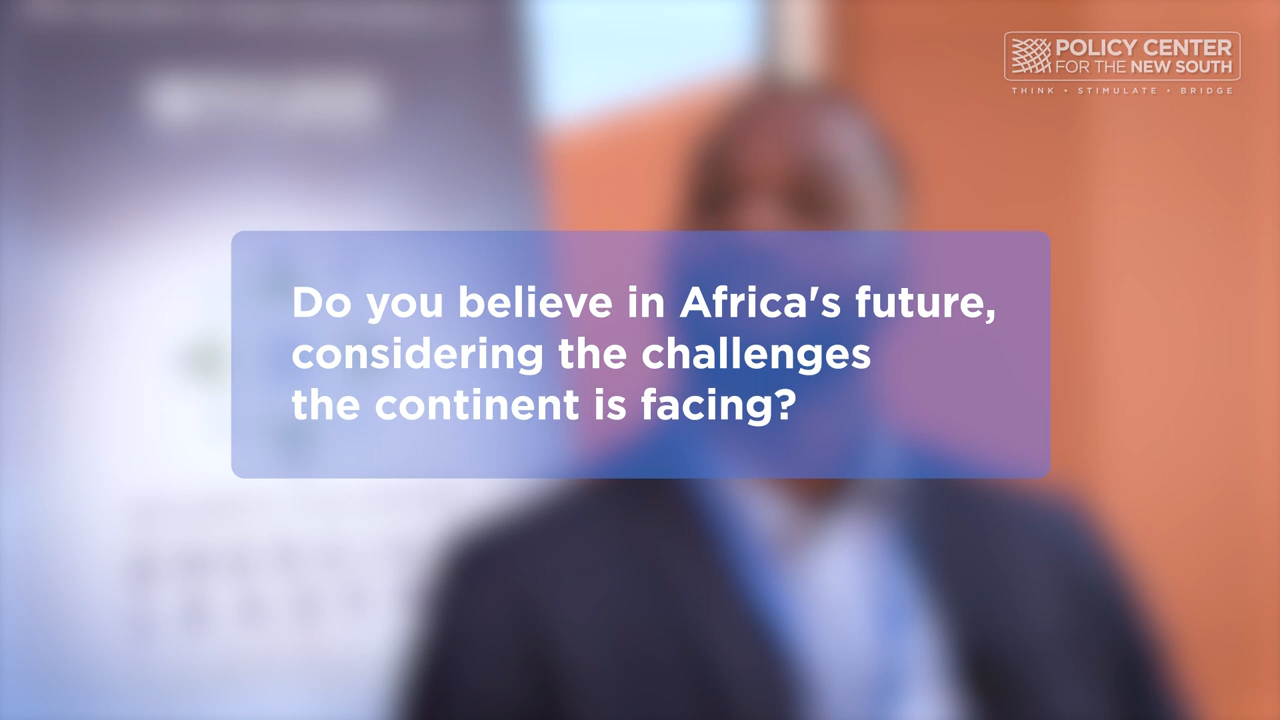 POLICY CENTER
FOR THE NEW SOUTH
THINK • STIMULATE • BRIDGE
Do you believe in Africa's future,
considering the challenges
the continent is facing?